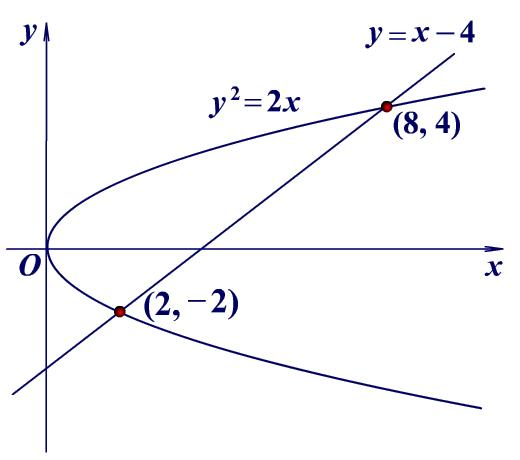 y
y = x − 4
y² = 2x
(8, 4)
O
x
(2, −2)